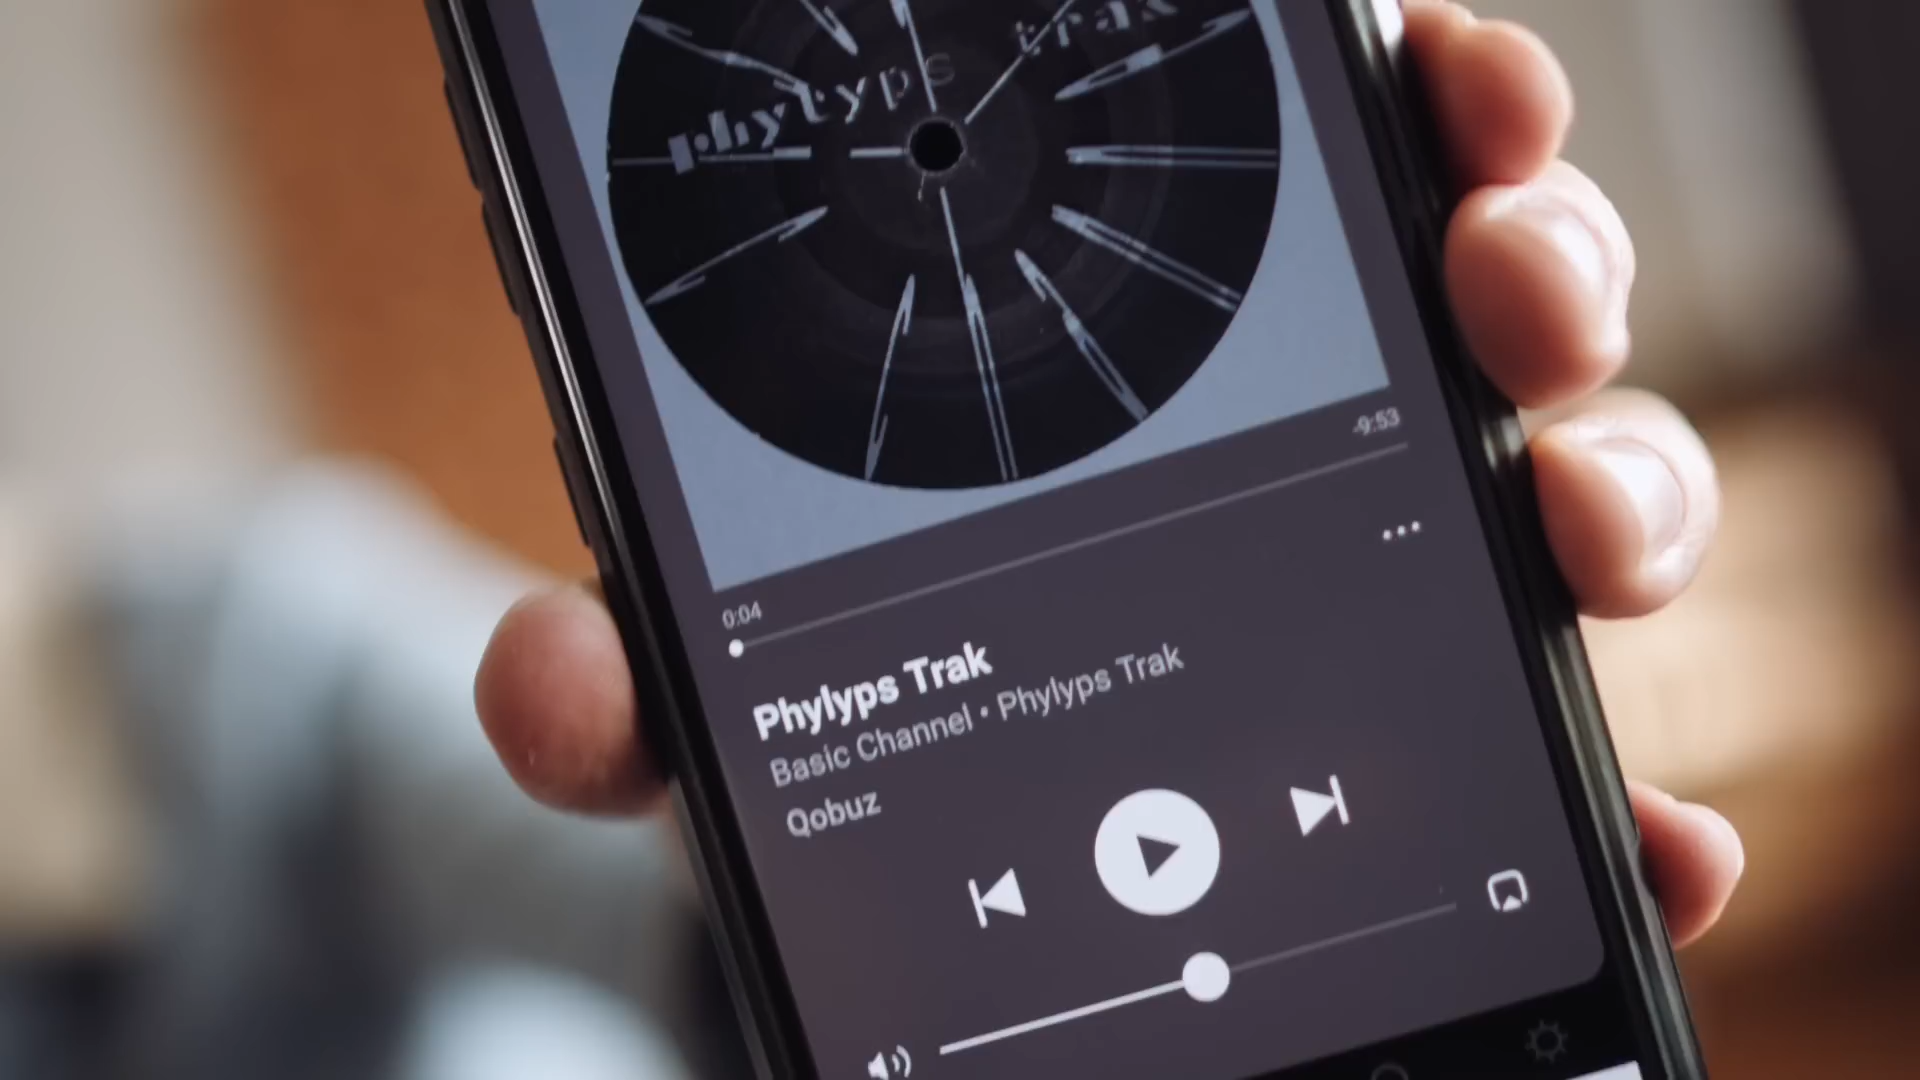 phylyps trak
-9:53
0:04
Phylyps Trak
Basic Channel • Phylyps Trak
Qobuz